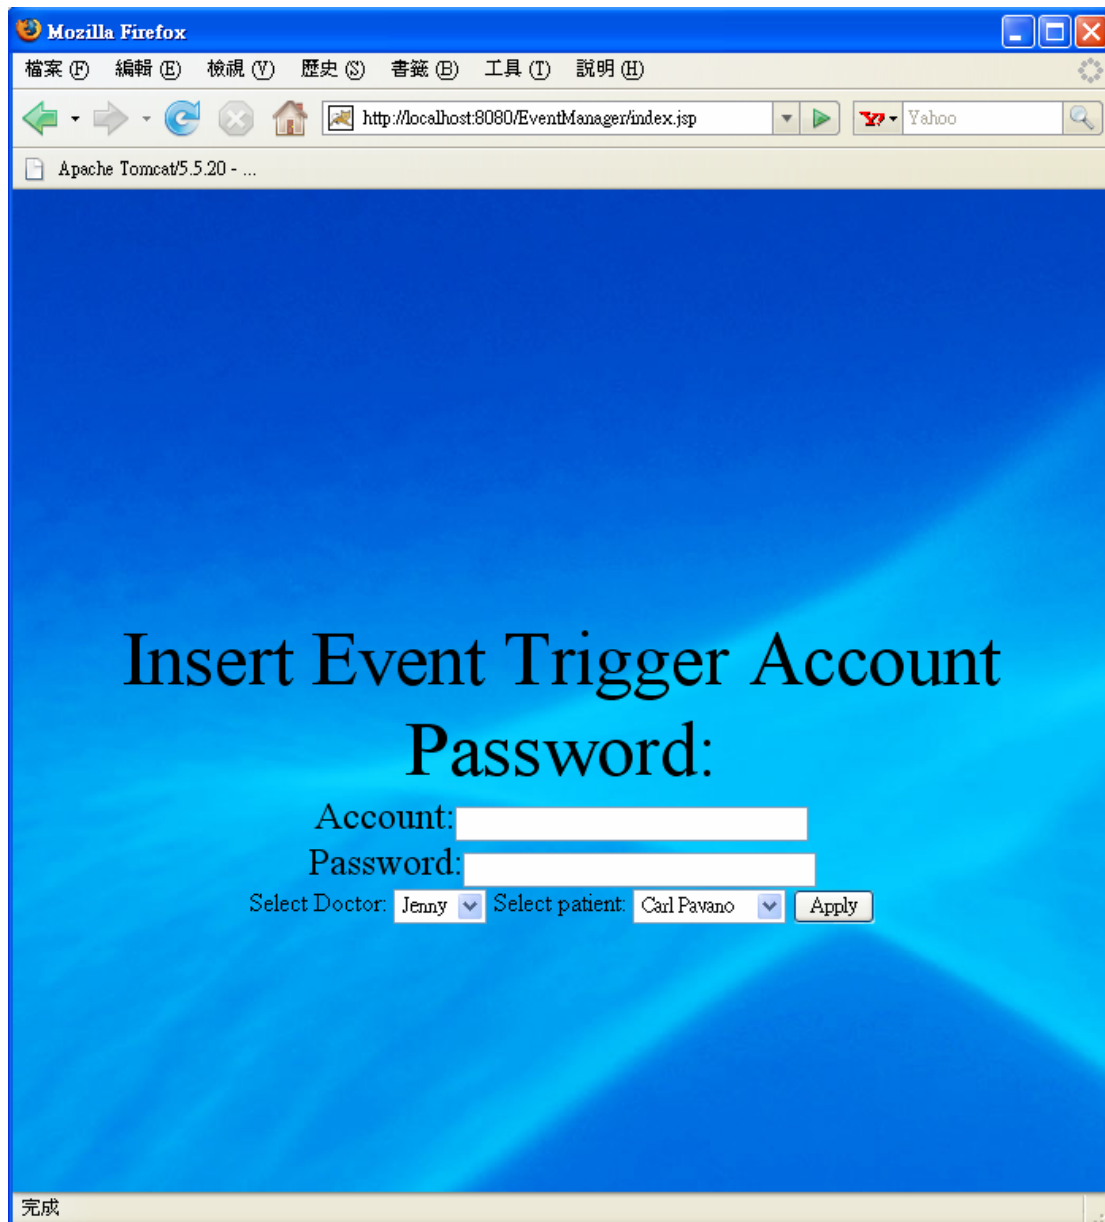 Mozilla Firefox
檔案 (F) 編輯 (E) 檢視 (V) 歷史 (S) 書籤 (B) 工具 (T) 說明 (H)
http://localhost:8080/EventManager/index.jsp Yahoo
Apache Tomcat/5.5.20 - ...
Insert Event Trigger Account
Password:
Account:
Password:
Select Doctor: Jenny Select patient: Carl Pavano Apply
完成